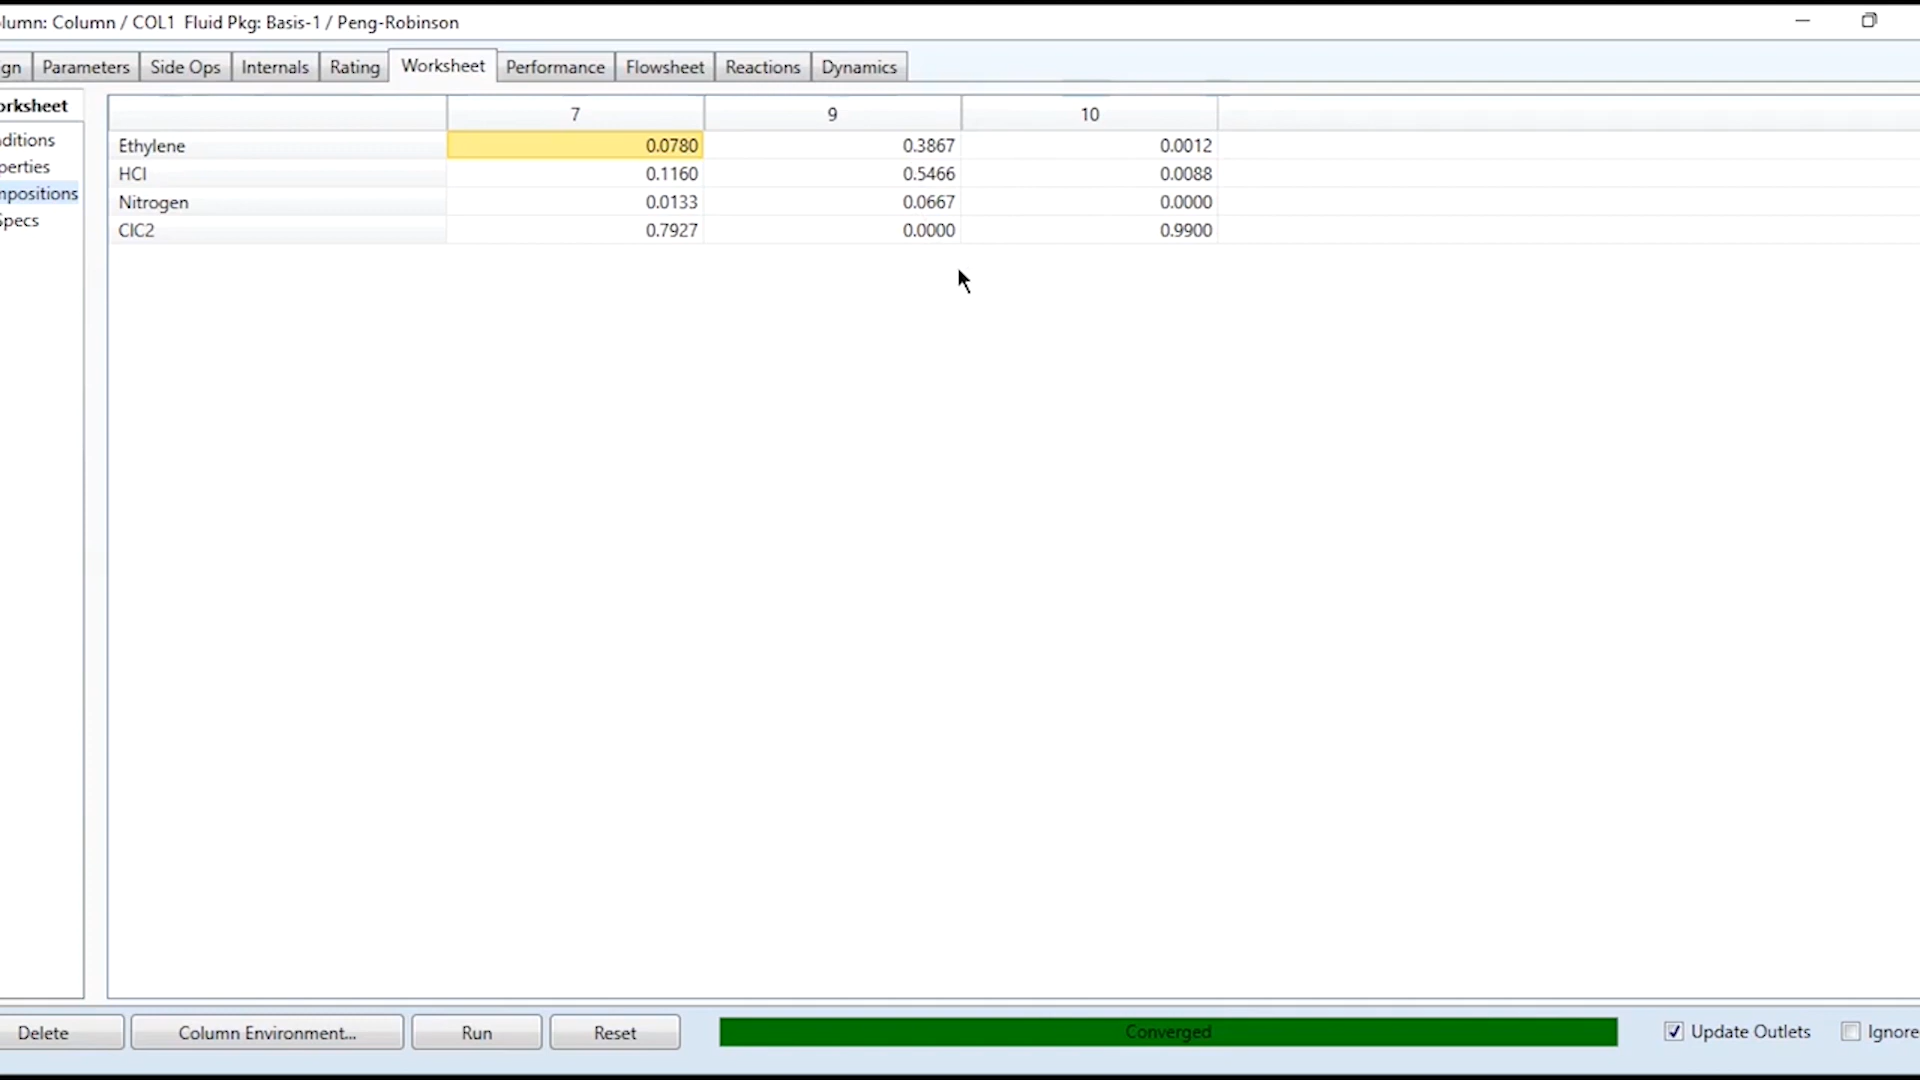 lumn: Column / COL1 Fluid Pkg: Basis-1 / Peng-Robinson
gn Parameters Side Ops Internals Rating Worksheet Performance Flowsheet Reactions Dynamics
orksheet
ditions
perties
mpositions
Specs
7 9 10
Ethylene 0.0780 0.3867 0.0012
HCl 0.1160 0.5466 0.0088
Nitrogen 0.0133 0.0667 0.0000
ClC2 0.7927 0.0000 0.9900
Delete Column Environment... Run Reset Converged Update Outlets Ignore